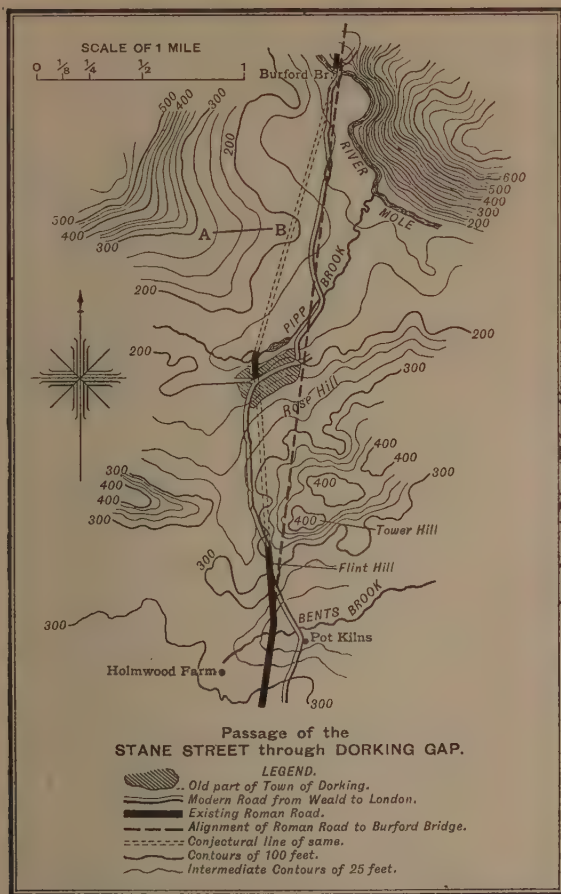 SCALE OF 1 MILE
0 1/8 1/4 1/2 1
Burford Br.
500
400
300
200
RIVER
MOLE
600
500
400
300
200
A B
500
400
300
200
PIPP BROOK
200
200
300
Rose Hill
400
400
300
300
400
400
300
400
400
Tower Hill
300
Flint Hill
BENTS BROOK
300
Pot Kilns
Holmwood Farm
300
Passage of the
STANE STREET through DORKING GAP.
LEGEND.
Old part of Town of Dorking.
Modern Road from Weald to London.
Existing Roman Road.
Alignment of Roman Road to Burford Bridge.
Conjectural line of same.
Contours of 100 feet.
Intermediate Contours of 25 feet.